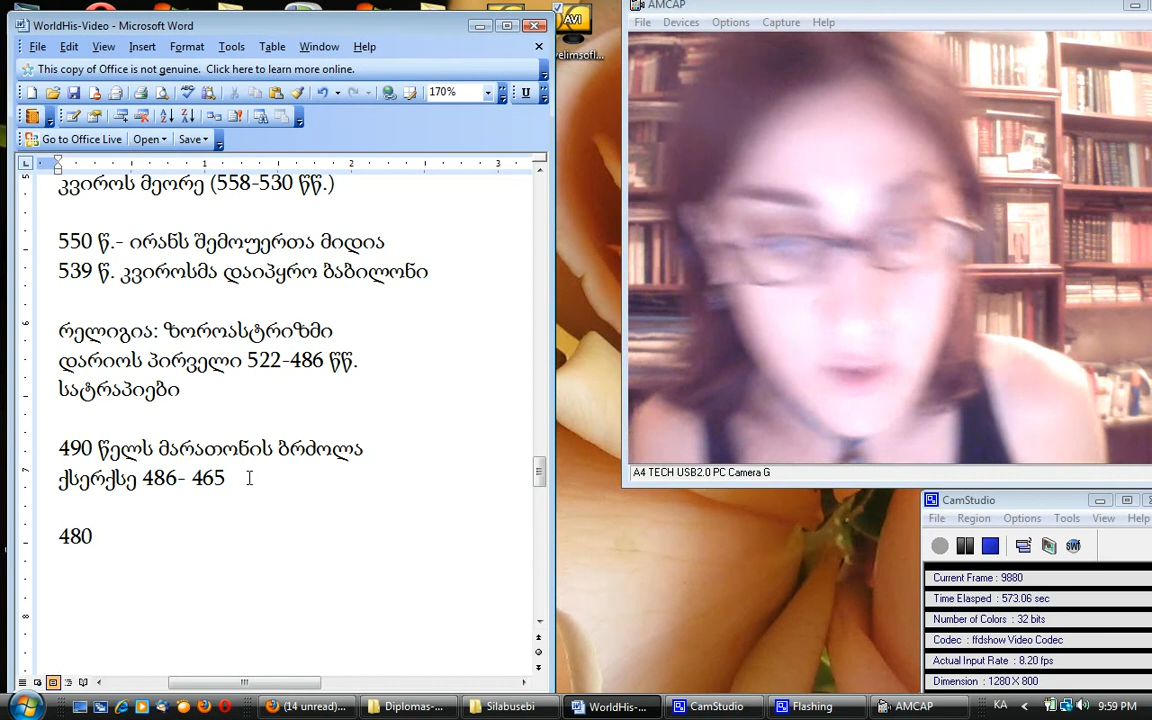 WorldHis-Video - Microsoft Word
File Edit View Insert Format Tools Table Window Help
This copy of Office is not genuine. Click here to learn more online.
170%
U
Go to Office Live Open Save
1 2 3
კვიროს მეორე (558-530 წწ.)
550 წ.- ირანს შემოუერთა მიდია
539 წ. კვიროსმა დაიპყრო ბაბილონი
რელიგია: ზოროასტრიზმი
დარიოს პირველი 522-486 წწ.
სატრაპიები
490 წელს მარათონის ბრძოლა
ქსერქსე 486- 465
480
AVI
velimsofl...
AMCAP
File Devices Options Capture Help
A4 TECH USB2.0 PC Camera G
CamStudio
File Region Options Tools View Help
Current Frame : 9880
Time Elasped : 573.06 sec
Number of Colors : 32 bits
Codec : ffdshow Video Codec
Actual Input Rate : 8.20 fps
Dimension : 1280 X 800
(14 unread)...
Diplomas-...
Silabusebi
WorldHis-...
CamStudio
Flashing
AMCAP
KA
9:59 PM